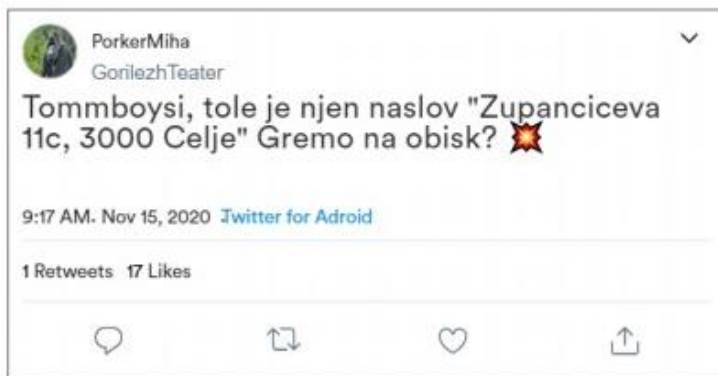 PorkerMiha
GorilezhTeater
Tommboysi, tole je njen naslov "Zupanciceva
11c, 3000 Celje" Gremo na obisk? 💥
9:17 AM. Nov 15, 2020 Twitter for Adroid
1 Retweets 17 Likes